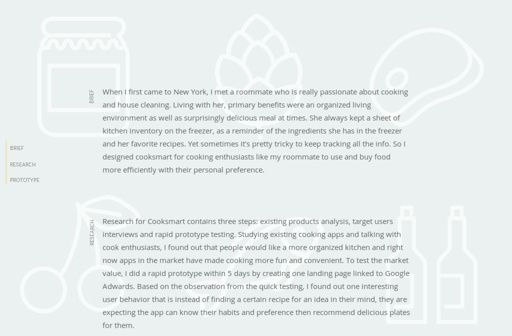 BRIEF
When I first came to New York, I met a roommate who is really passionate about cooking
and house cleaning. Living with her, primary benefits were an organized living
environment as well as surprisingly delicious meal at times. She always kept a sheet of
kitchen inventory on the freezer, as a reminder of the ingredients she has in the freezer
and her favorite recipes. Yet sometimes it's pretty tricky to keep tracking all the info. So I
designed cooksmart for cooking enthusiasts like my roommate to use and buy food
more efficiently with their personal preference.
BRIEF
RESEARCH
PROTOTYPE
RESEARCH
Research for Cooksmart contains three steps: existing products analysis, target users
interviews and rapid prototype testing. Studying existing cooking apps and talking with
cook enthusiasts, I found out that people would like a more organized kitchen and right
now apps in the market have made cooking more fun and convenient. To test the market
value, I did a rapid prototype within 5 days by creating one landing page linked to Google
Adwards. Based on the observation from the quick testing, I found out one interesting
user behavior that is instead of finding a certain recipe for an idea in their mind, they are
expecting the app can know their habits and preference then recommend delicious plates
for them.